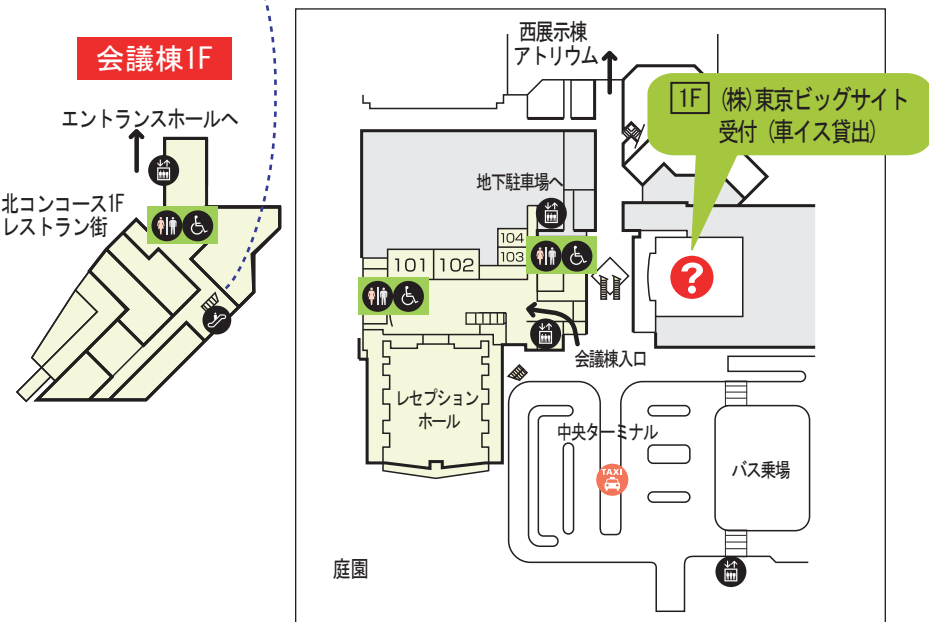 会議棟1F
エントランスホールへ
北コンコース1F
レストラン街
西展示棟
アトリウム
1F (株)東京ビッグサイト
受付 (車イス貸出)
地下駐車場へ
104
103
101
102
?
会議棟入口
レセプション
ホール
中央ターミナル
TAXI
バス乗場
庭園